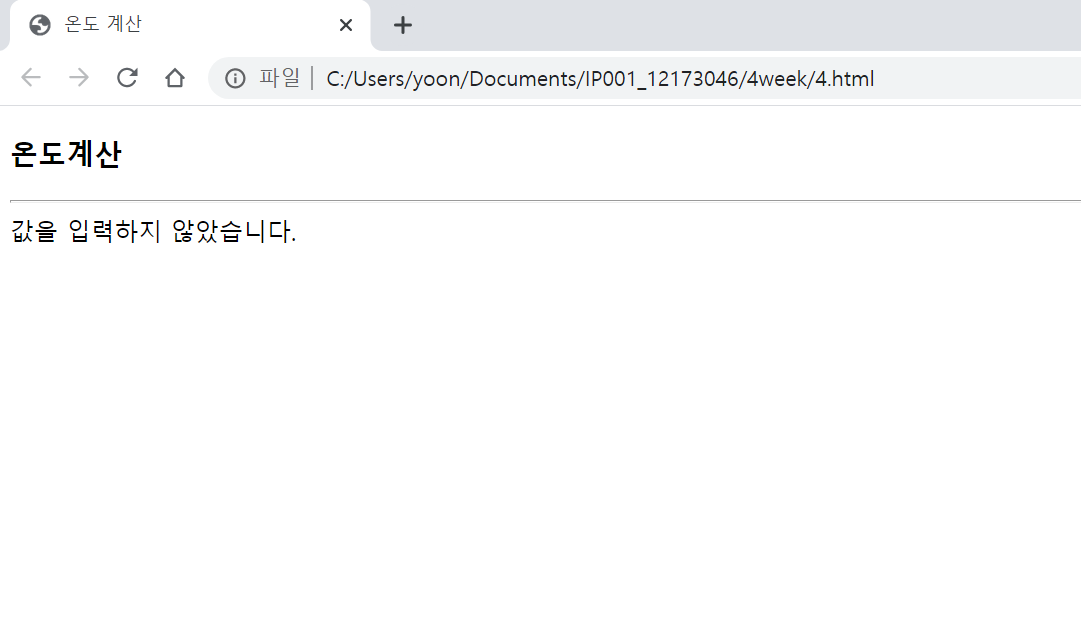 온도 계산
파일 | C:/Users/yoon/Documents/IP001_12173046/4week/4.html
온도계산
값을 입력하지 않았습니다.